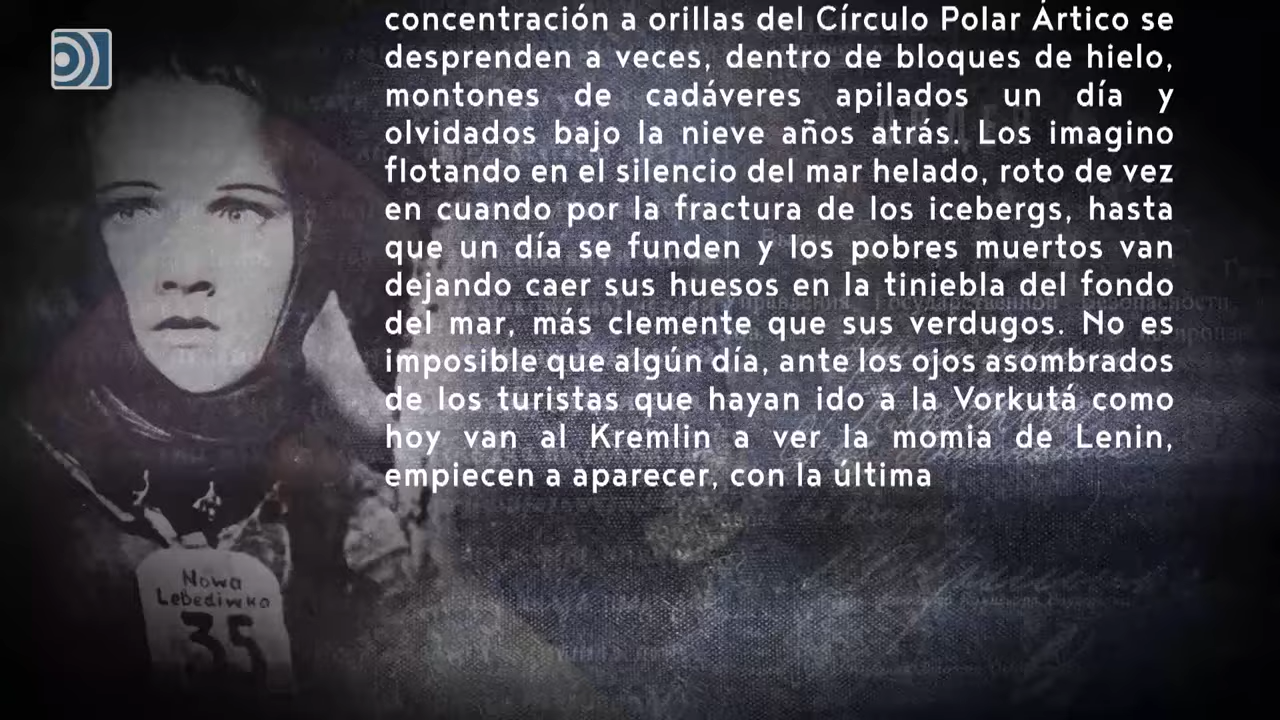 concentración a orillas del Círculo Polar Ártico se
desprenden a veces, dentro de bloques de hielo,
montones de cadáveres apilados un día y
olvidados bajo la nieve años atrás. Los imagino
flotando en el silencio del mar helado, roto de vez
en cuando por la fractura de los icebergs, hasta
que un día se funden y los pobres muertos van
dejando caer sus huesos en la tiniebla del fondo
del mar, más clemente que sus verdugos. No es
imposible que algún día, ante los ojos asombrados
de los turistas que hayan ido a la Vorkutá como
hoy van al Kremlin a ver la momia de Lenin,
empiecen a aparecer, con la última
Nowa
Lebediwka
35